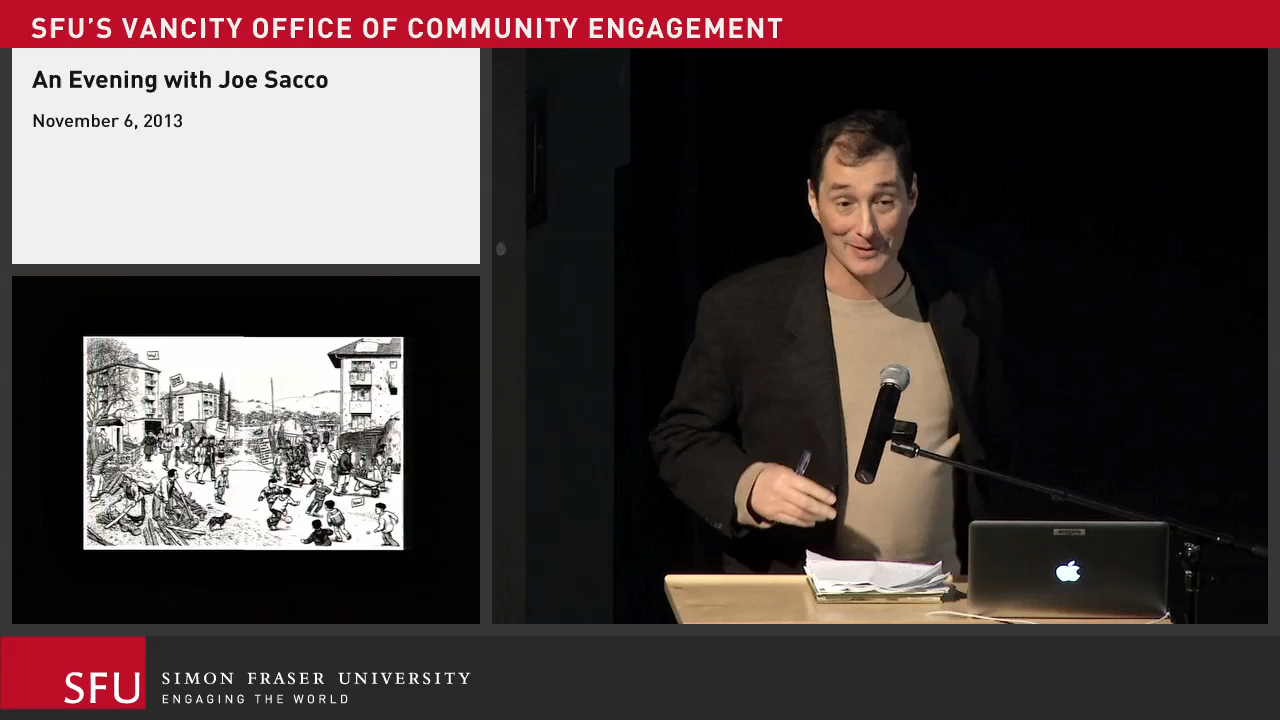 SFU'S VANCITY OFFICE OF COMMUNITY ENGAGEMENT
An Evening with Joe Sacco
November 6, 2013
SFU
SIMON FRASER UNIVERSITY
ENGAGING THE WORLD